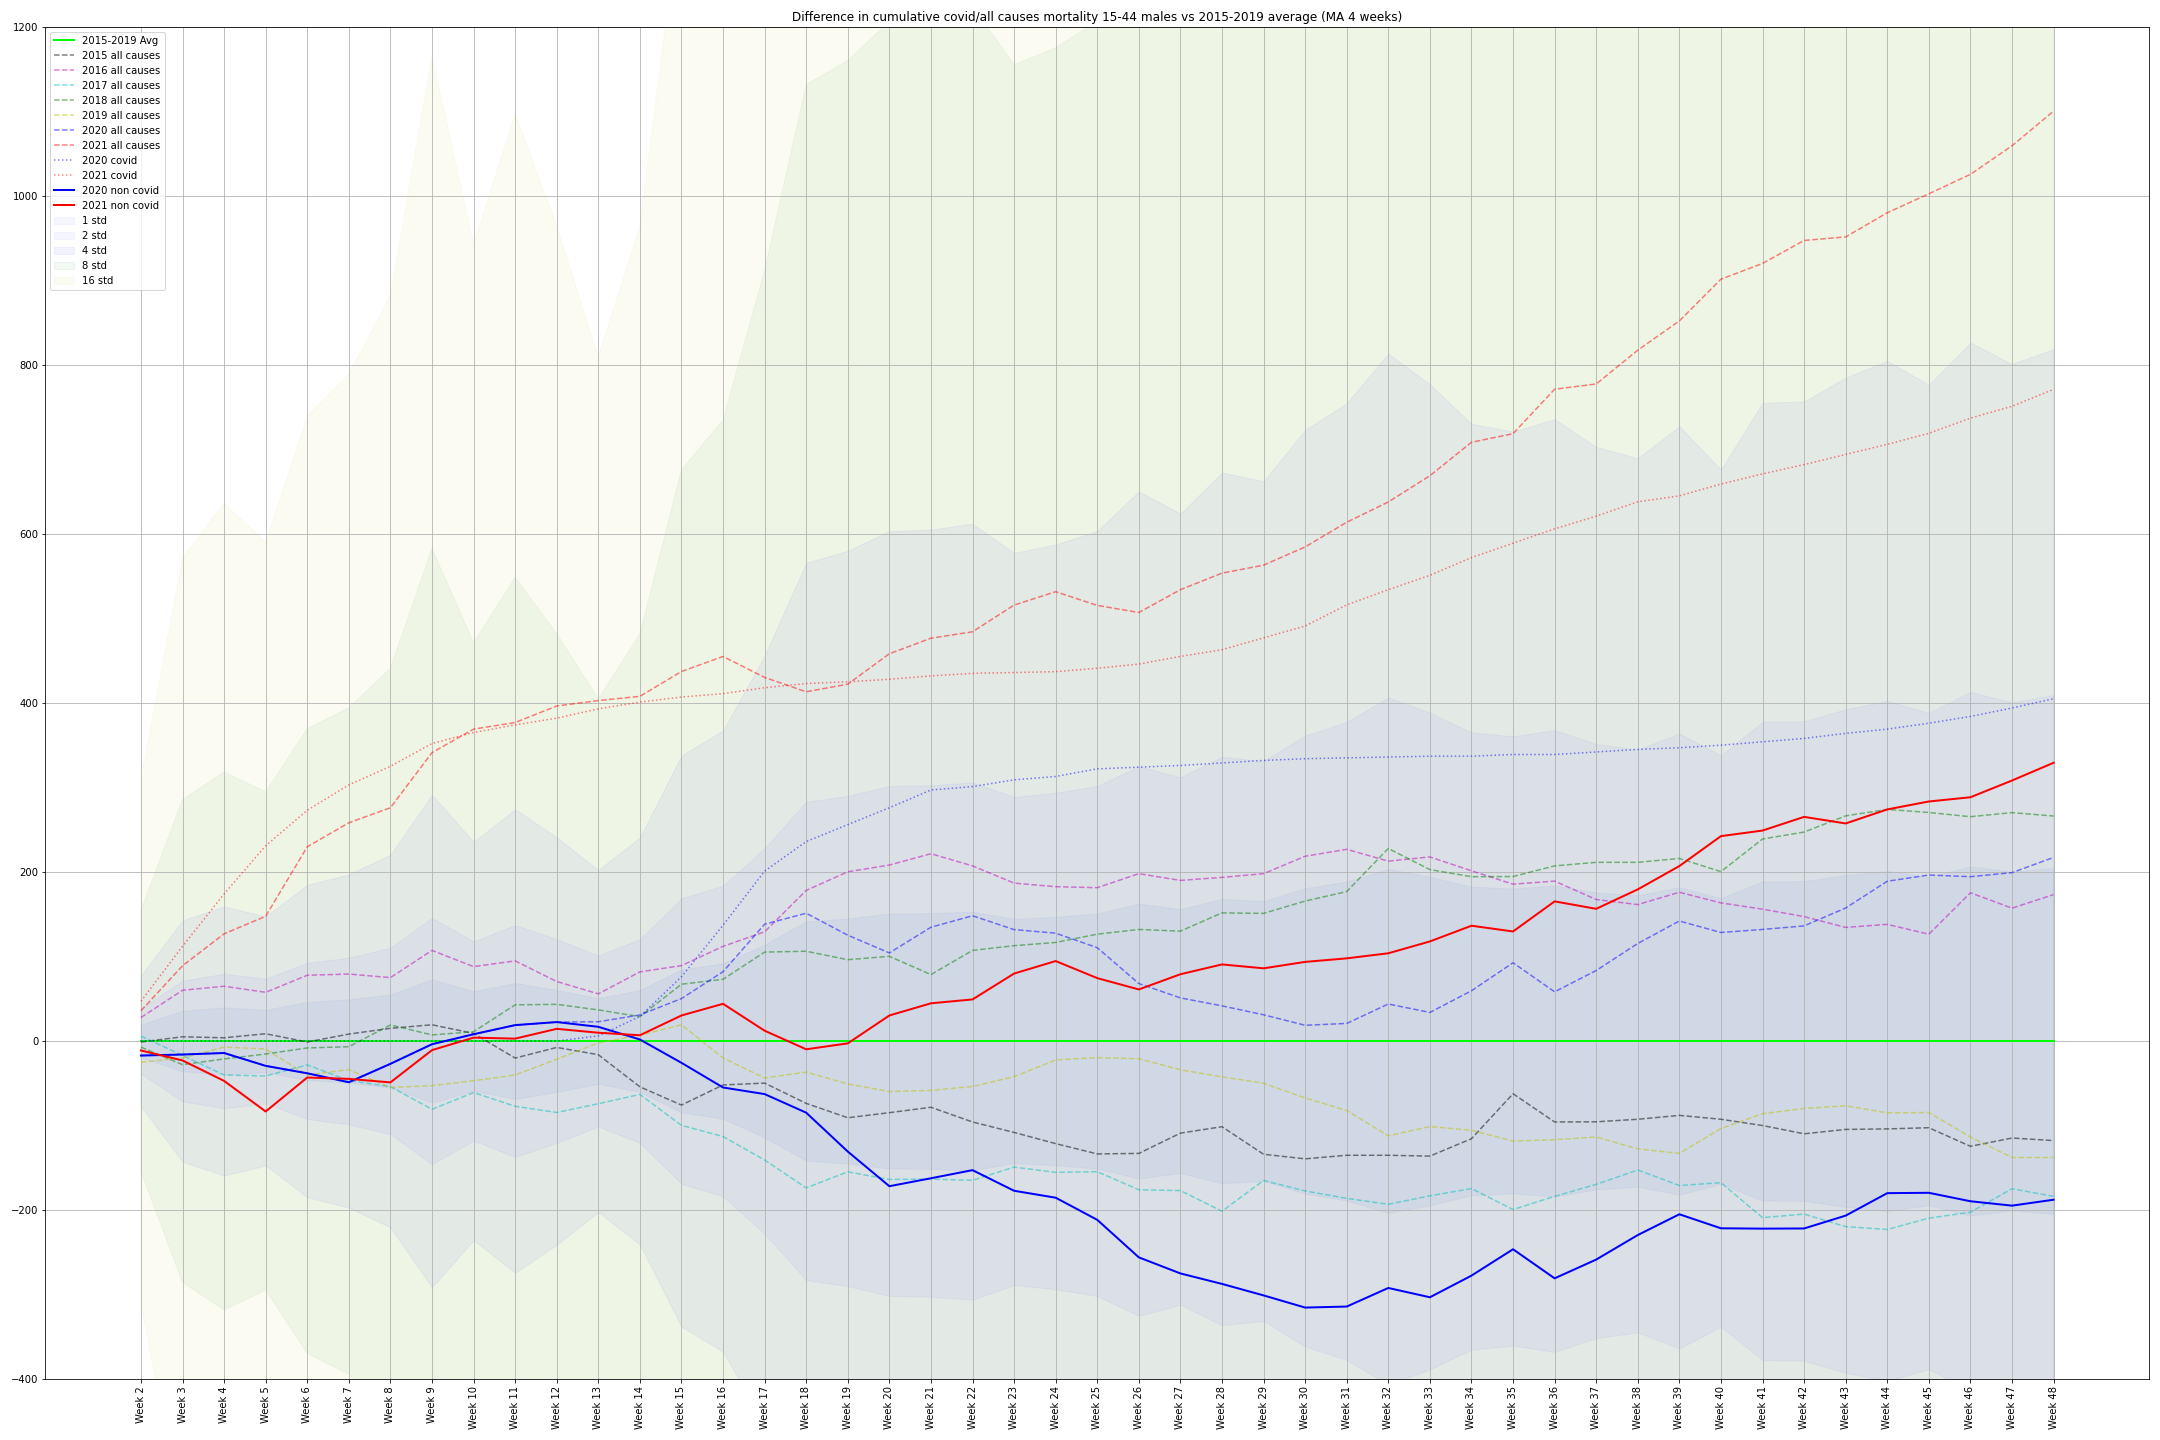 Difference in cumulative covid/all causes mortality 15-44 males vs 2015-2019 average (MA 4 weeks)
1200
1000
800
600
400
200
0
−200
−400
2015-2019 Avg
2015 all causes
2016 all causes
2017 all causes
2018 all causes
2019 all causes
2020 all causes
2021 all causes
2020 covid
2021 covid
2020 non covid
2021 non covid
1 std
2 std
4 std
8 std
16 std
Week 2
Week 3
Week 4
Week 5
Week 6
Week 7
Week 8
Week 9
Week 10
Week 11
Week 12
Week 13
Week 14
Week 15
Week 16
Week 17
Week 18
Week 19
Week 20
Week 21
Week 22
Week 23
Week 24
Week 25
Week 26
Week 27
Week 28
Week 29
Week 30
Week 31
Week 32
Week 33
Week 34
Week 35
Week 36
Week 37
Week 38
Week 39
Week 40
Week 41
Week 42
Week 43
Week 44
Week 45
Week 46
Week 47
Week 48